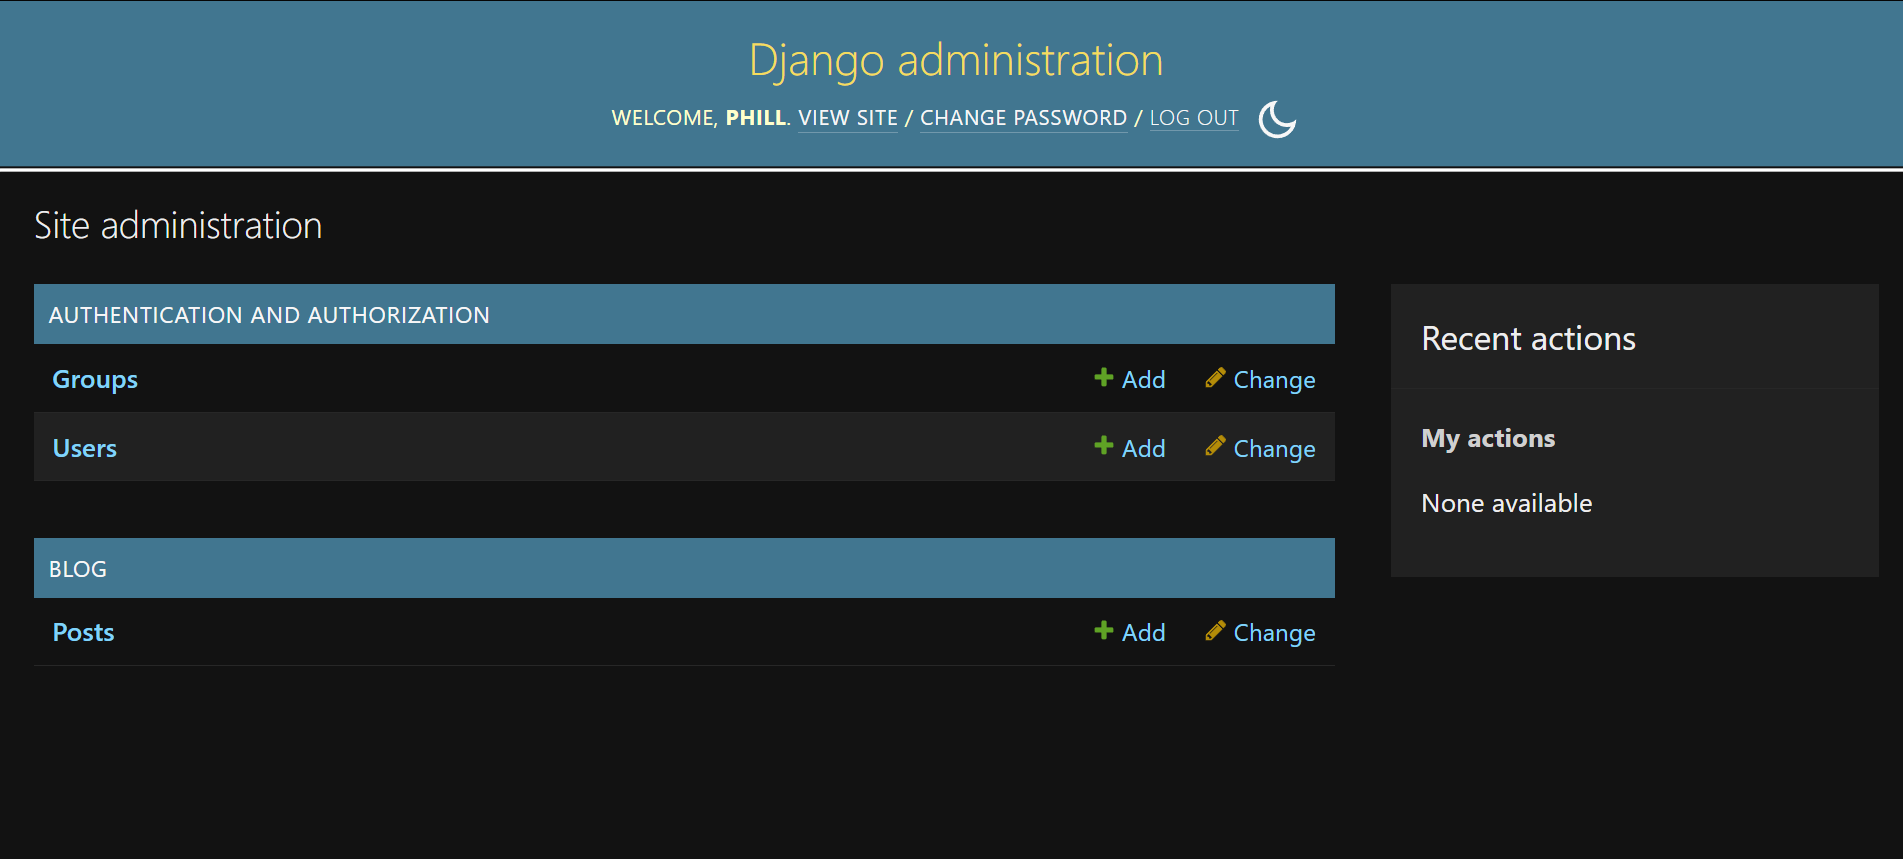 Django administration
WELCOME, PHILL. VIEW SITE / CHANGE PASSWORD / LOG OUT
Site administration
AUTHENTICATION AND AUTHORIZATION
Groups Add Change
Users Add Change
BLOG
Posts Add Change
Recent actions
My actions
None available